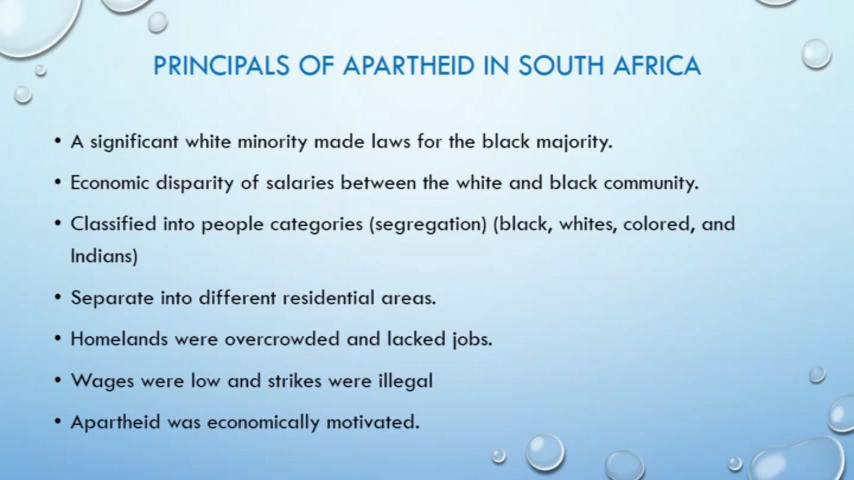 PRINCIPALS OF APARTHEID IN SOUTH AFRICA
• A significant white minority made laws for the black majority.
• Economic disparity of salaries between the white and black community.
• Classified into people categories (segregation) (black, whites, colored, and
Indians)
• Separate into different residential areas.
• Homelands were overcrowded and lacked jobs.
• Wages were low and strikes were illegal
• Apartheid was economically motivated.